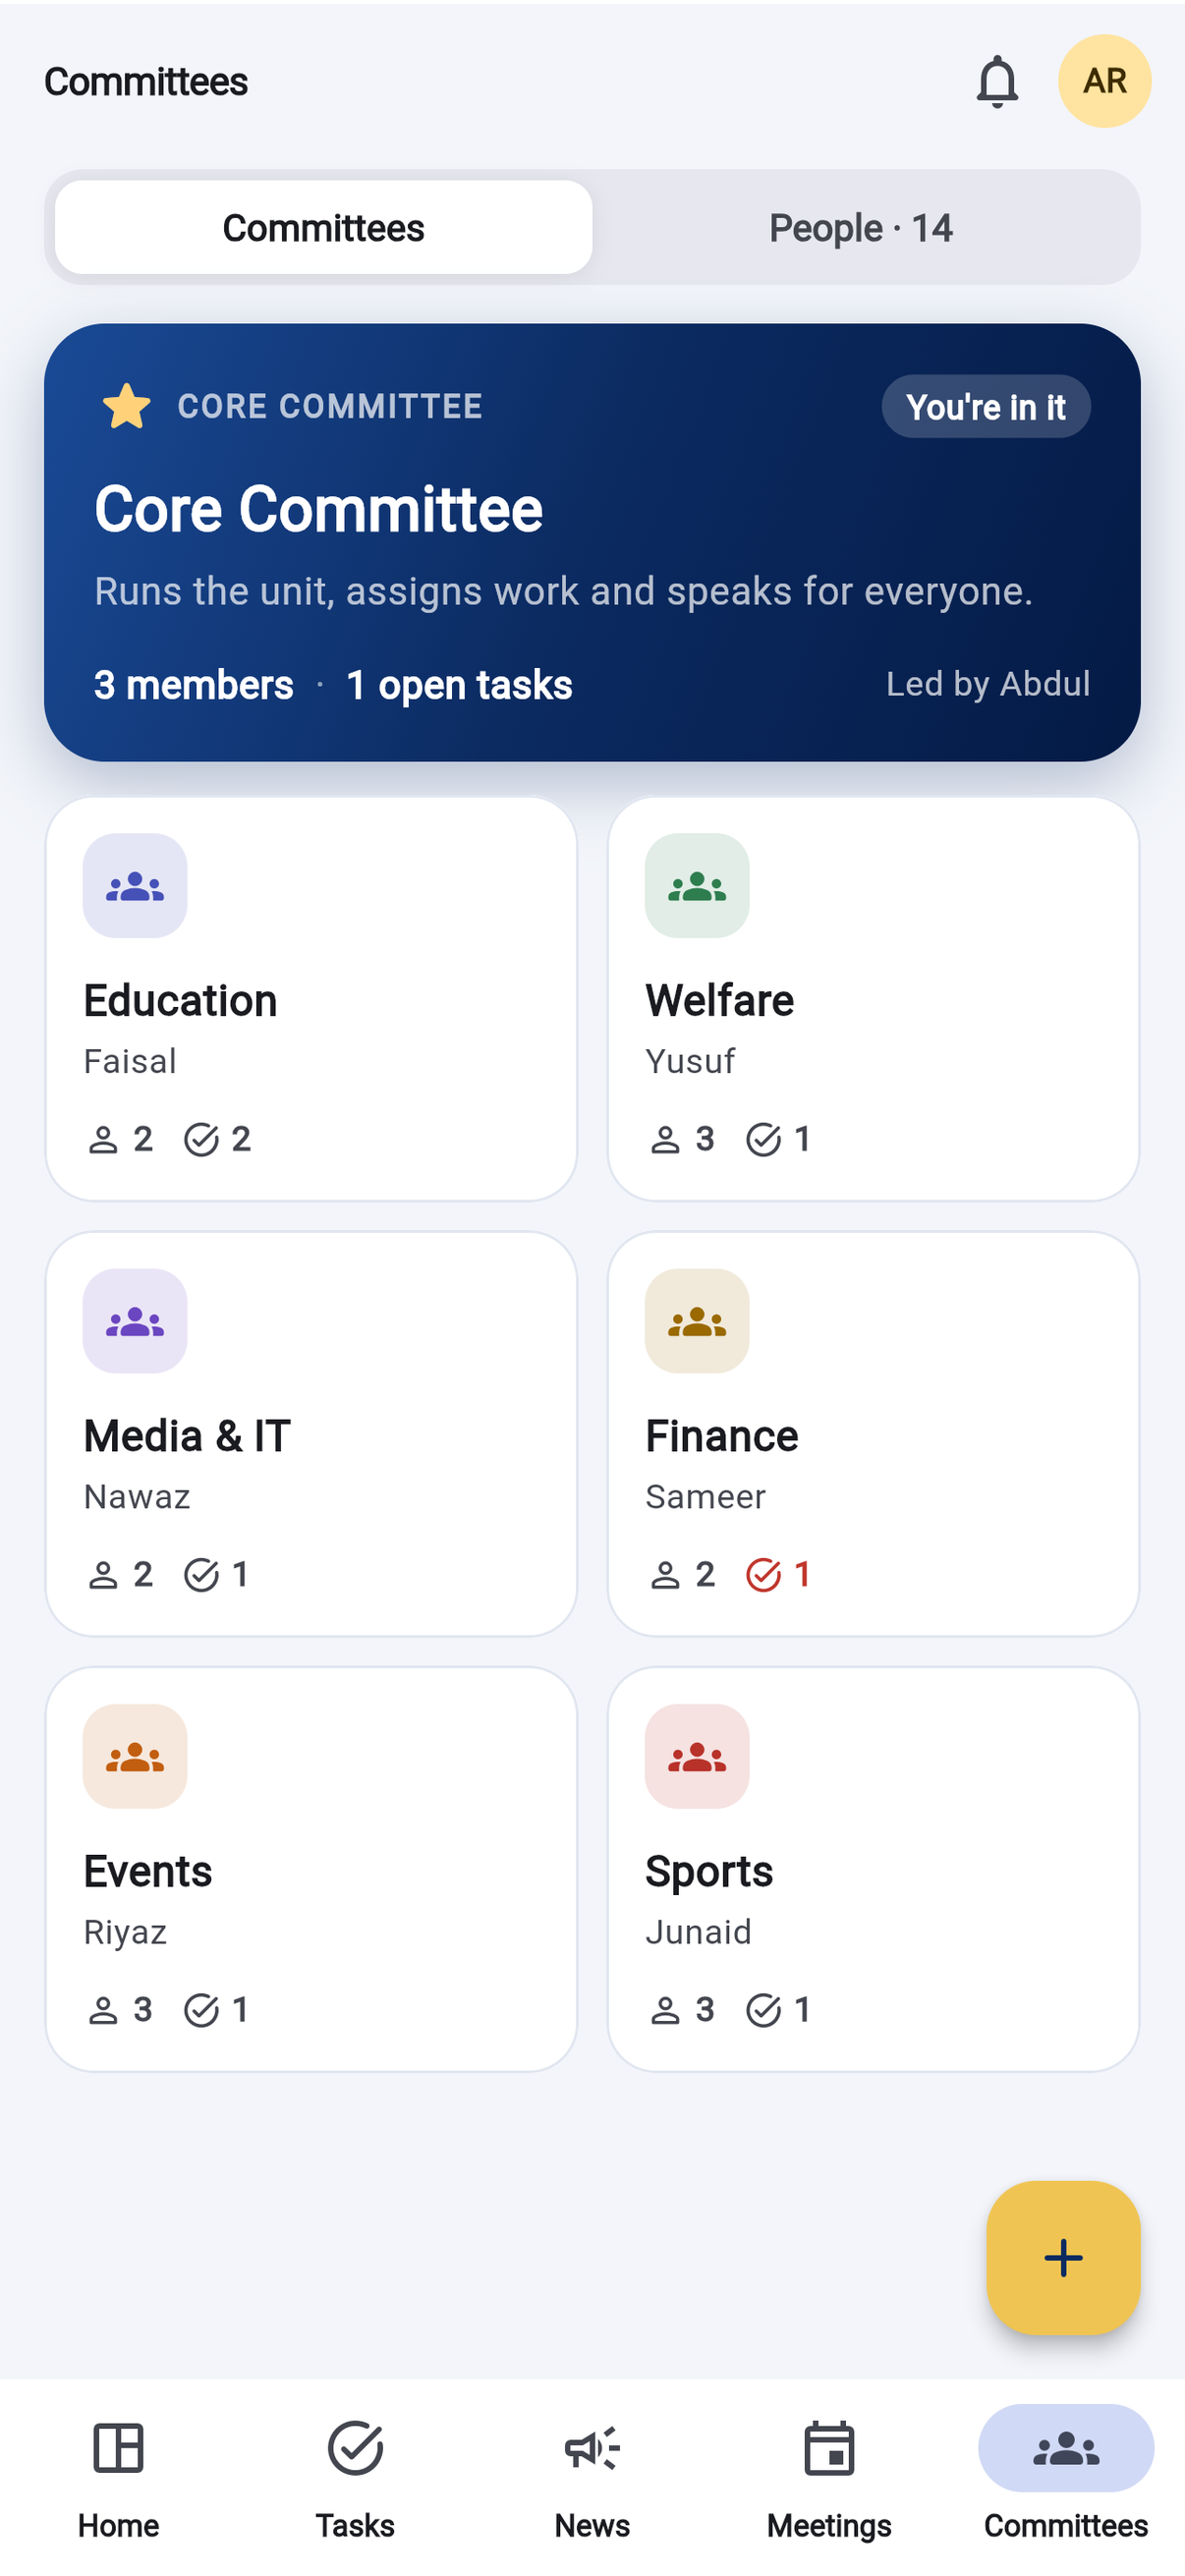 Committees
AR
Committees
People · 14
CORE COMMITTEE
You're in it
Core Committee
Runs the unit, assigns work and speaks for everyone.
3 members · 1 open tasks
Led by Abdul
Education
Faisal
2 2
Welfare
Yusuf
3 1
Media & IT
Nawaz
2 1
Finance
Sameer
2 1
Events
Riyaz
3 1
Sports
Junaid
3 1
Home
Tasks
News
Meetings
Committees